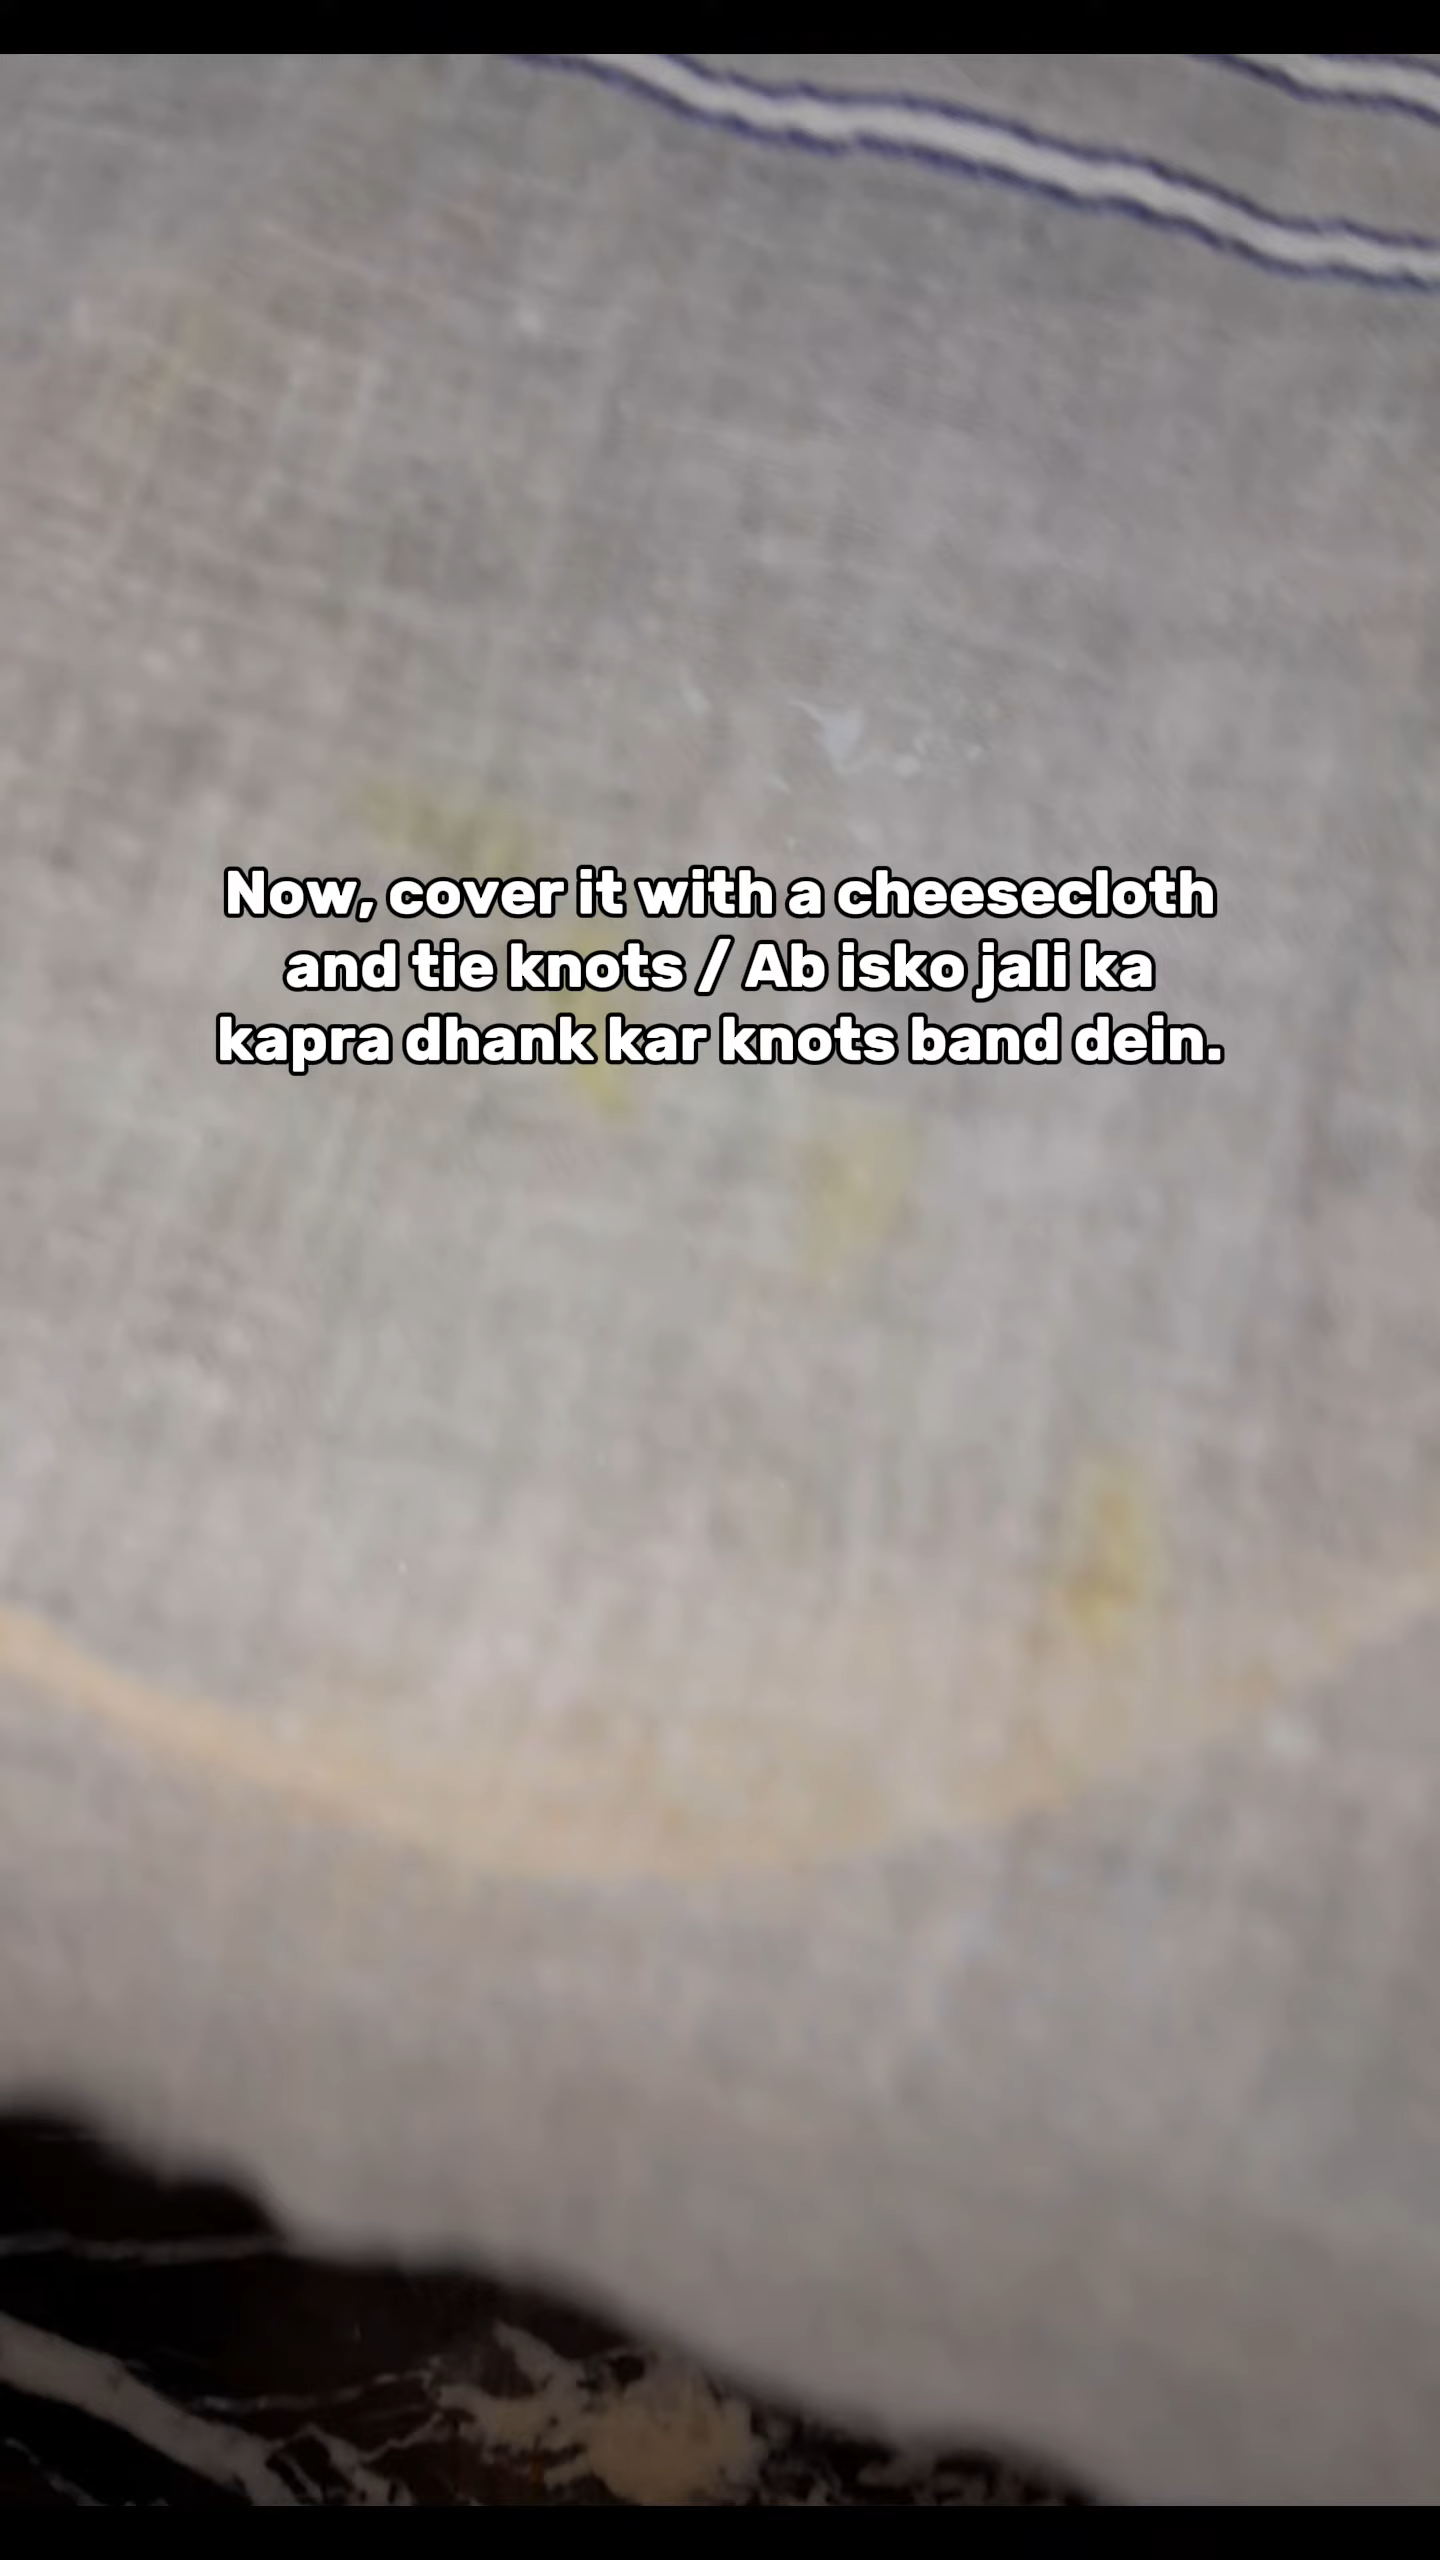 Now, cover it with a cheesecloth
and tie knots / Ab isko jali ka
kapra dhank kar knots band dein.